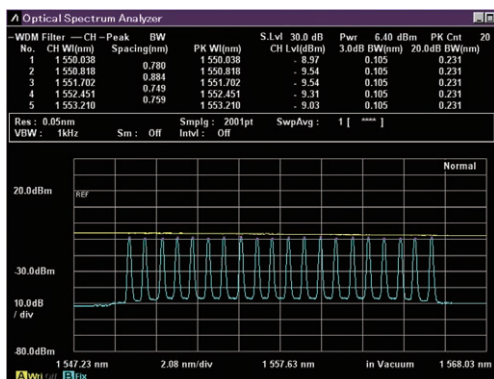 Optical Spectrum Analyzer
WDM Filter — CH – Peak BW S.Lvl 30.0 dB Pwr 6.40 dBm PK Cnt 20
No. CH Wl(nm) Spacing(nm) PK Wl(nm) CH Lvl(dBm) 3.0dB BW(nm) 20.0dB BW(nm)
1 1 550.038 1 550.038 - 8.97 0.105 0.231
0.780
2 1 550.818 1 550.818 - 9.54 0.105 0.231
0.884
3 1 551.702 1 551.702 - 9.54 0.105 0.231
0.749
4 1 552.451 1 552.451 - 9.31 0.105 0.231
0.759
5 1 553.210 1 553.210 - 9.03 0.105 0.231
Res : 0.05nm Smplg : 2001pt SwpAvg : 1 [ **** ]
VBW : 1kHz Sm : Off Intvl : Off
Normal
20.0dBm
REF
-30.0dBm
10.0dB
/ div
-80.0dBm
1 547.23 nm 2.08 nm/div 1 557.63 nm in Vacuum 1 568.03 nm
A Wri Off B Fix